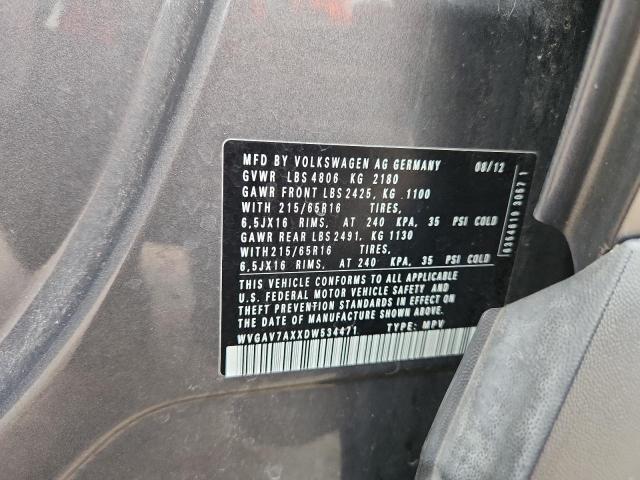 MFD BY VOLKSWAGEN AG GERMANY 08/12
GVWR LBS 4806 KG 2180
GAWR FRONT LBS 2425, KG 1100
WITH 215/65R16 TIRES,
6,5JX16 RIMS, AT 240 KPA, 35 PSI COLD
GAWR REAR LBS 2491, KG 1130
WITH 215/65R16 TIRES,
6,5JX16 RIMS, AT 240 KPA, 35 PSI COLD
THIS VEHICLE CONFORMS TO ALL APPLICABLE
U.S. FEDERAL MOTOR VEHICLE SAFETY AND
THEFT PREVENTION STANDARDS IN EFFECT ON
THE DATE OF MANUFACTURE SHOWN ABOVE.
WVGAV7AXXDW534471 TYPE: MPV